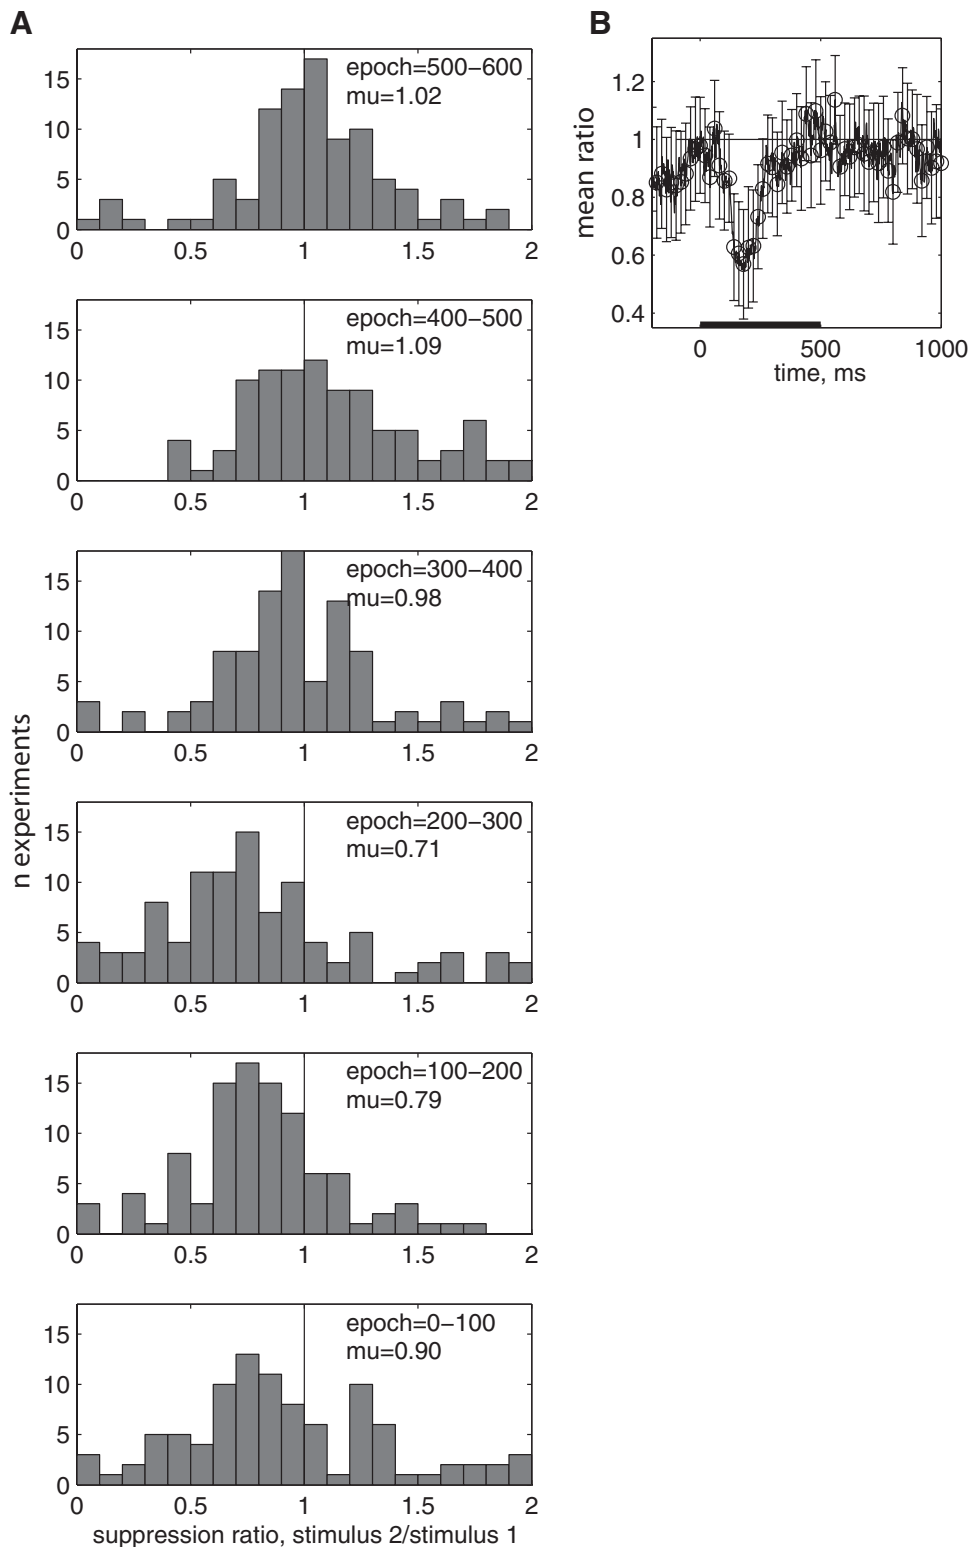 A
epoch=500−600
mu=1.02
15
10
5
0
0 0.5 1 1.5 2
epoch=400−500
mu=1.09
15
10
5
0
0 0.5 1 1.5 2
epoch=300−400
mu=0.98
15
10
5
0
0 0.5 1 1.5 2
n experiments
epoch=200−300
mu=0.71
15
10
5
0
0 0.5 1 1.5 2
epoch=100−200
mu=0.79
15
10
5
0
0 0.5 1 1.5 2
epoch=0−100
mu=0.90
15
10
5
0
0 0.5 1 1.5 2
suppression ratio, stimulus 2/stimulus 1
B
mean ratio
1.2
1
0.8
0.6
0.4
0 500 1000
time, ms